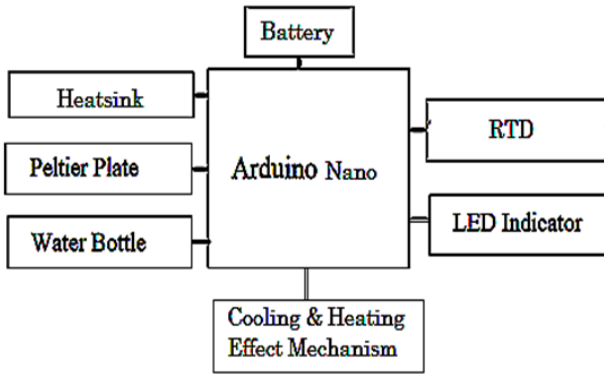 Battery
Heatsink
RTD
Peltier Plate
Arduino Nano
LED Indicator
Water Bottle
Cooling & Heating
Effect Mechanism